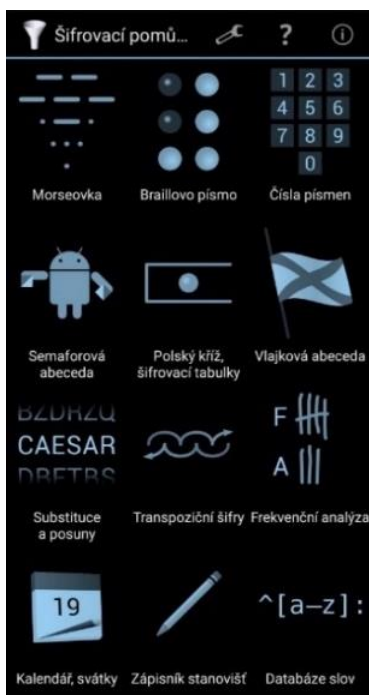 Šifrovací pomů... ?
1 2 3
4 5 6
7 8 9
0
Morseovka Braillovo písmo Čísla písmen
Semaforová
abeceda
Polský kříž,
šifrovací tabulky
Vlajková abeceda
BZDRZQ
CAESAR
DBFTBS
F
A
Substituce
a posuny
Transpoziční šifry
Frekvenční analýza
19
^[a-z]:
Kalendář, svátky Zápisník stanovišť Databáze slov